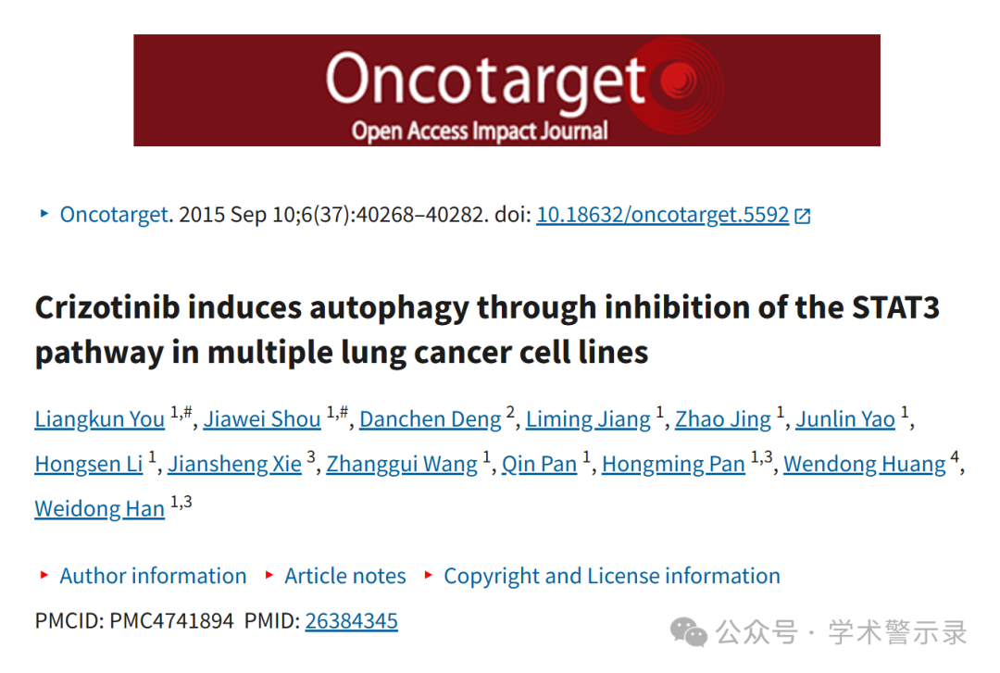 Oncotarget
Open Access Impact Journal
▸ Oncotarget. 2015 Sep 10;6(37):40268–40282. doi: 10.18632/oncotarget.5592
Crizotinib induces autophagy through inhibition of the STAT3
pathway in multiple lung cancer cell lines
Liangkun You 1,#, Jiawei Shou 1,#, Danchen Deng 2, Liming Jiang 1, Zhao Jing 1, Junlin Yao 1,
Hongsen Li 1, Jiansheng Xie 3, Zhanggui Wang 1, Qin Pan 1, Hongming Pan 1,3, Wendong Huang 4,
Weidong Han 1,3
▸ Author information ▸ Article notes ▸ Copyright and License information
PMCID: PMC4741894 PMID: 26384345
公众号 · 学术警示录